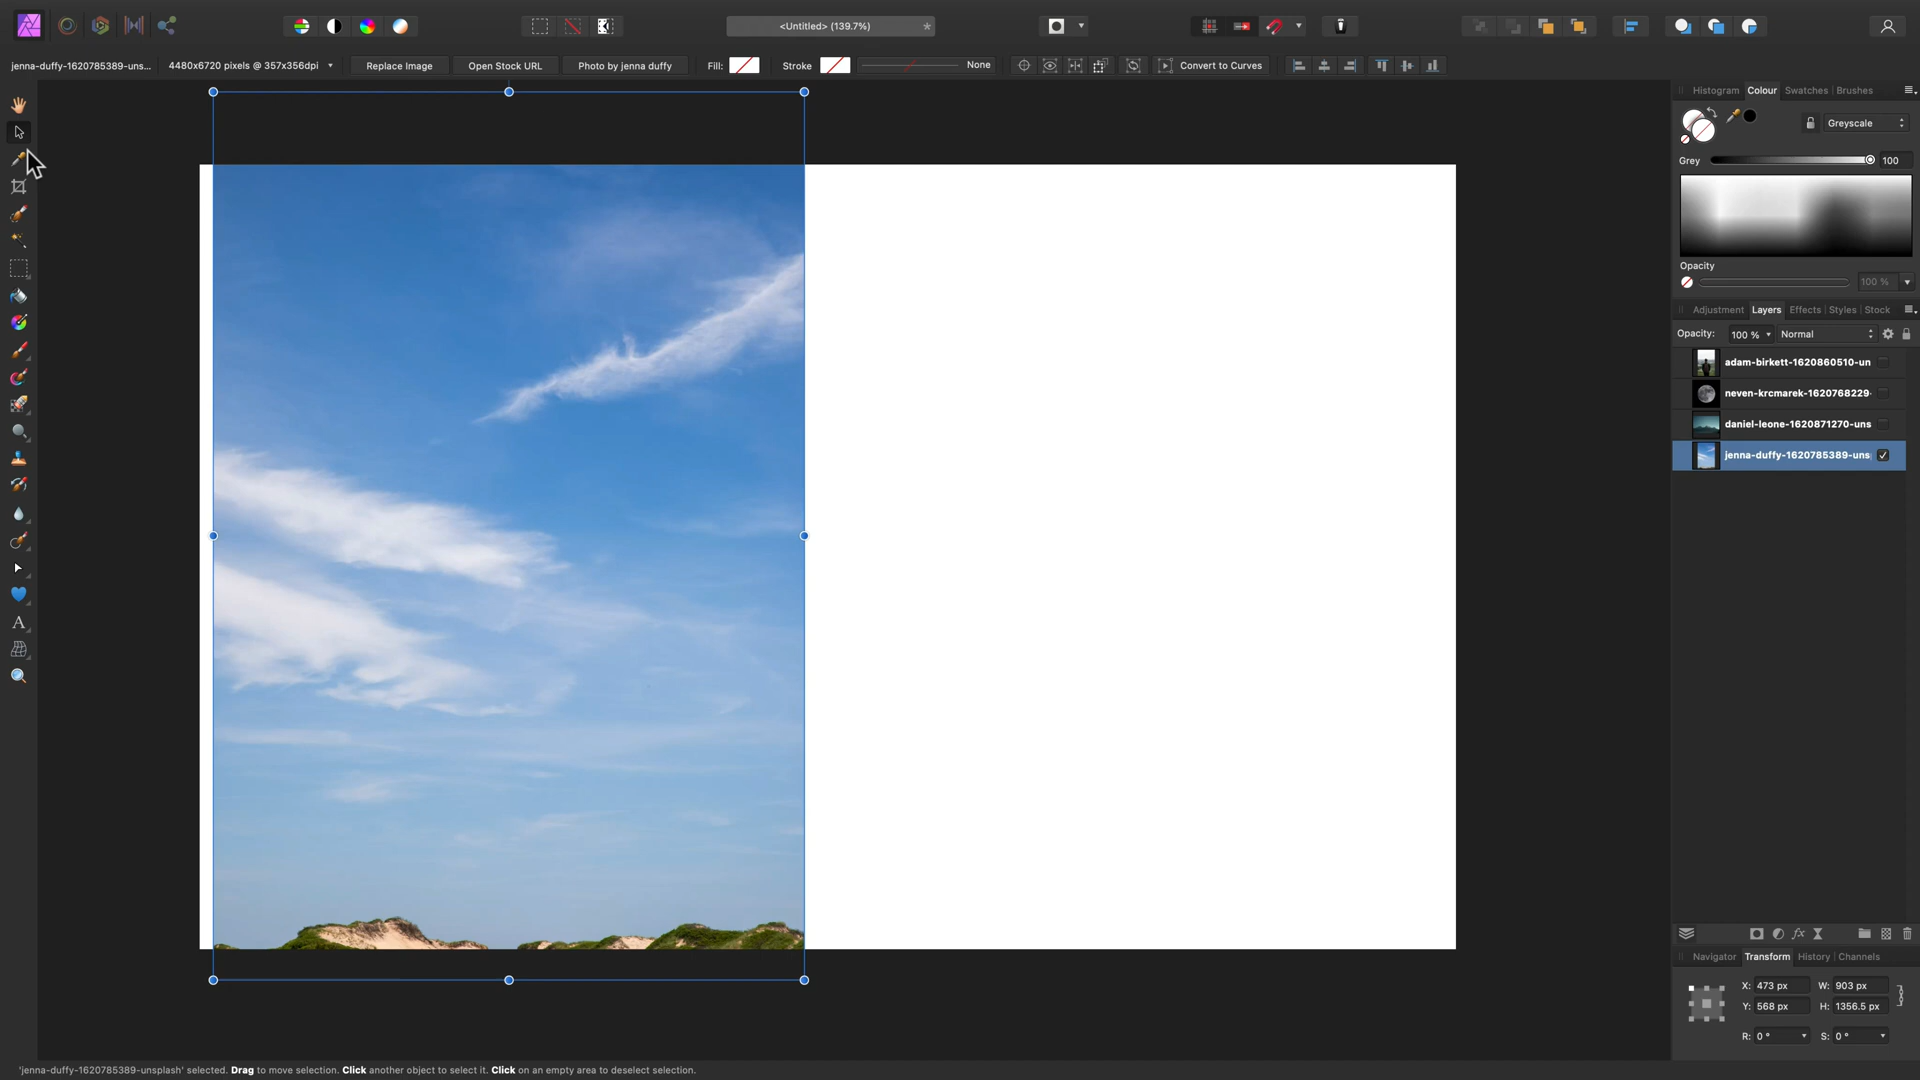 <Untitled> (139.7%)
*
jenna-duffy-1620785389-uns...
4480x6720 pixels @ 357x356dpi
Replace Image
Open Stock URL
Photo by jenna duffy
Fill:
Stroke
None
Convert to Curves
Histogram
Colour
Swatches
Brushes
Greyscale
Grey
100
Opacity
100 %
Adjustment
Layers
Effects
Styles
Stock
Opacity:
100 %
Normal
adam-birkett-1620860510-un
neven-krcmarek-1620768229-
daniel-leone-1620871270-uns
jenna-duffy-1620785389-uns
fx
Navigator
Transform
History
Channels
X: 473 px
W: 903 px
Y: 568 px
H: 1356.5 px
R: 0 °
S: 0 °
A
'jenna-duffy-1620785389-unsplash' selected. Drag to move selection. Click another object to select it. Click on an empty area to deselect selection.